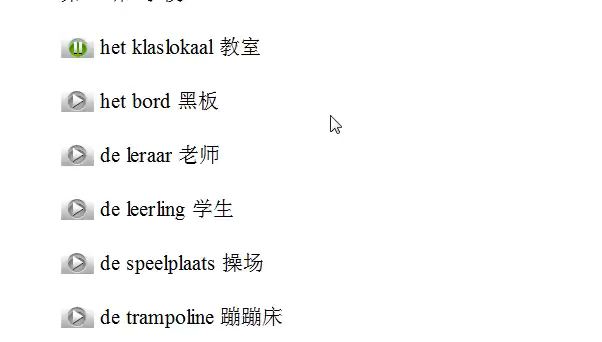 het klaslokaal 教室
het bord 黑板
de leraar 老师
de leerling 学生
de speelplaats 操场
de trampoline 蹦蹦床